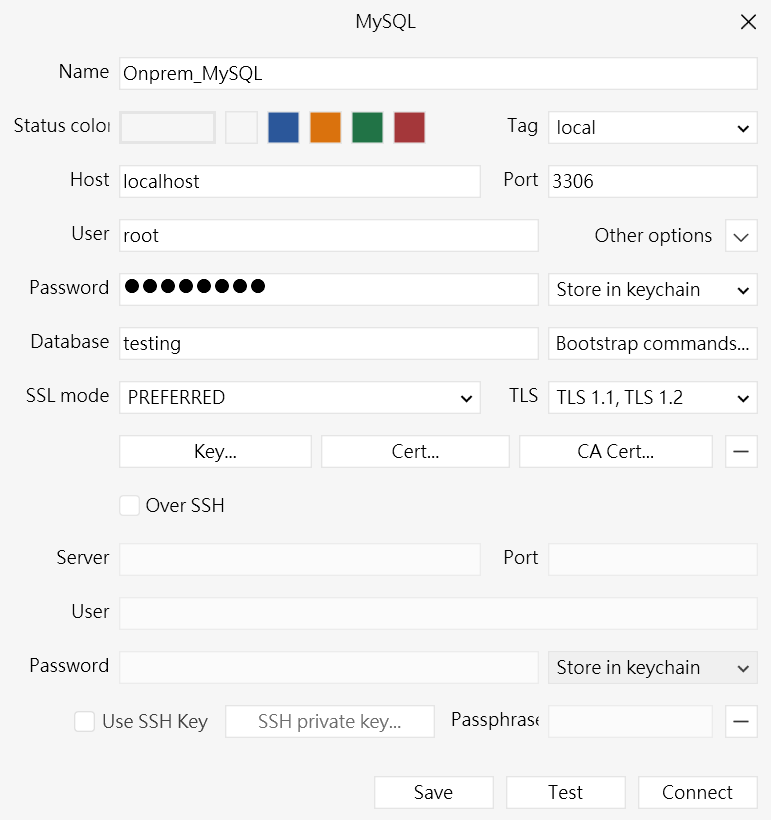 MySQL
Name Onprem_MySQL
Status color Tag local
Host localhost Port 3306
User root Other options
Password Store in keychain
Database testing Bootstrap commands...
SSL mode PREFERRED TLS TLS 1.1, TLS 1.2
Key... Cert... CA Cert...
Over SSH
Server Port
User
Password Store in keychain
Use SSH Key SSH private key... Passphrase
Save Test Connect